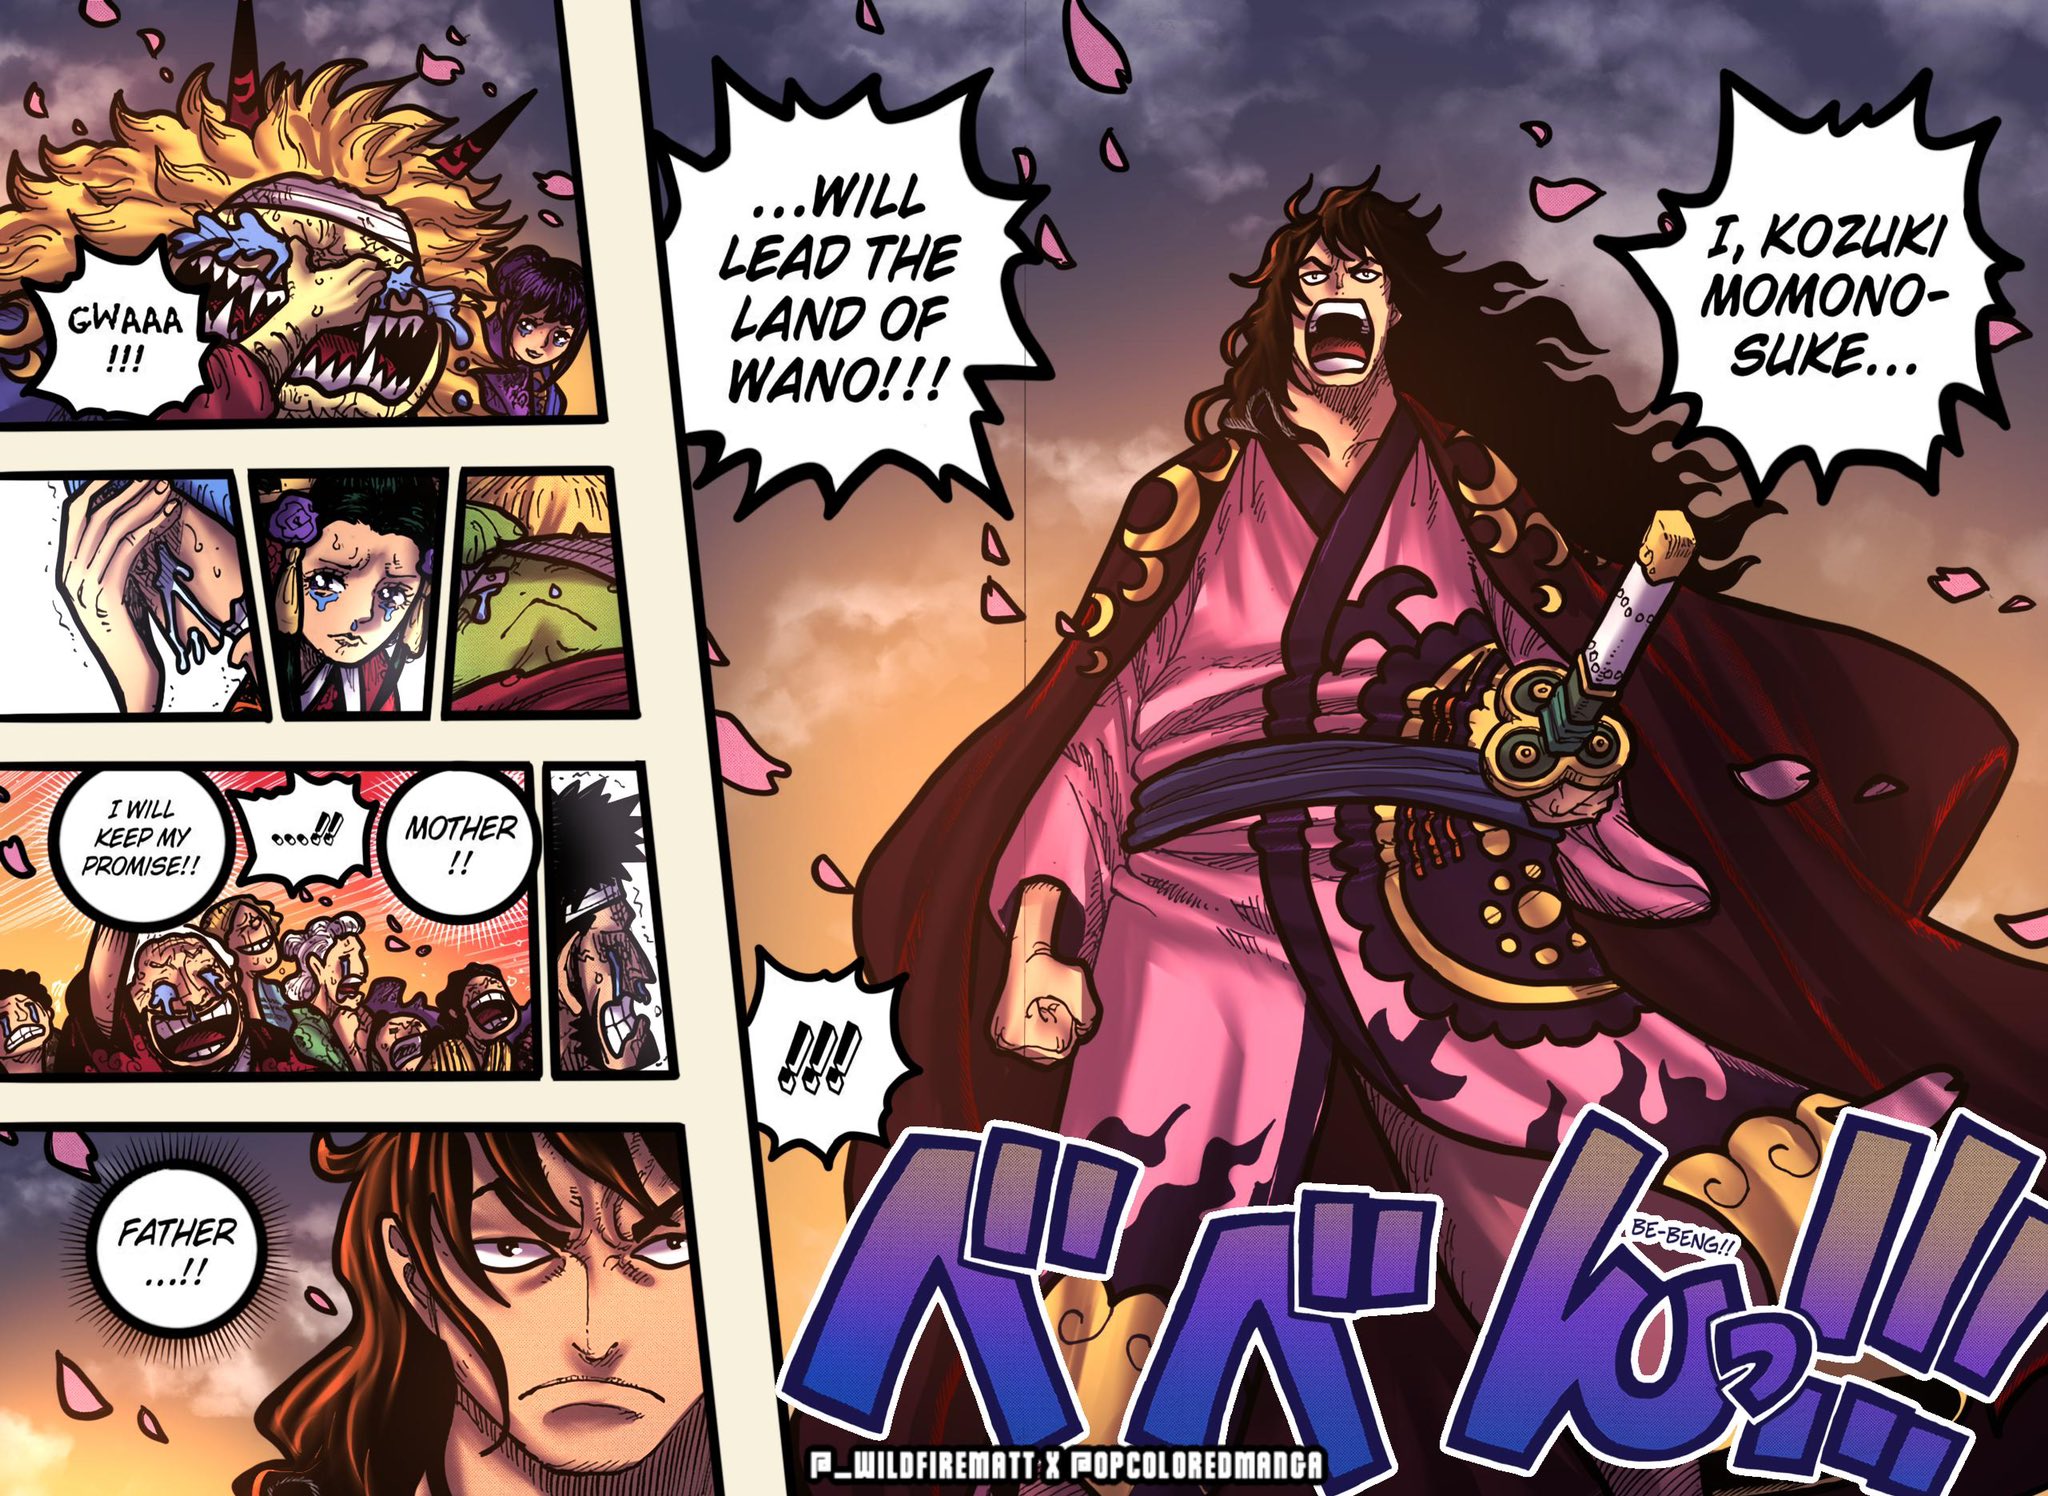 I, KOZUKI
MOMONO-
SUKE...
...WILL
LEAD THE
LAND OF
WANO!!!
!!!!
ベベんっ!!!
BE-BENG!!
GWAAA
!!!
MOTHER
!!
....!!
I WILL
KEEP MY
PROMISE!!
FATHER
...!!
@_WILDFIREMATT X @OPCOLOREDMANGA